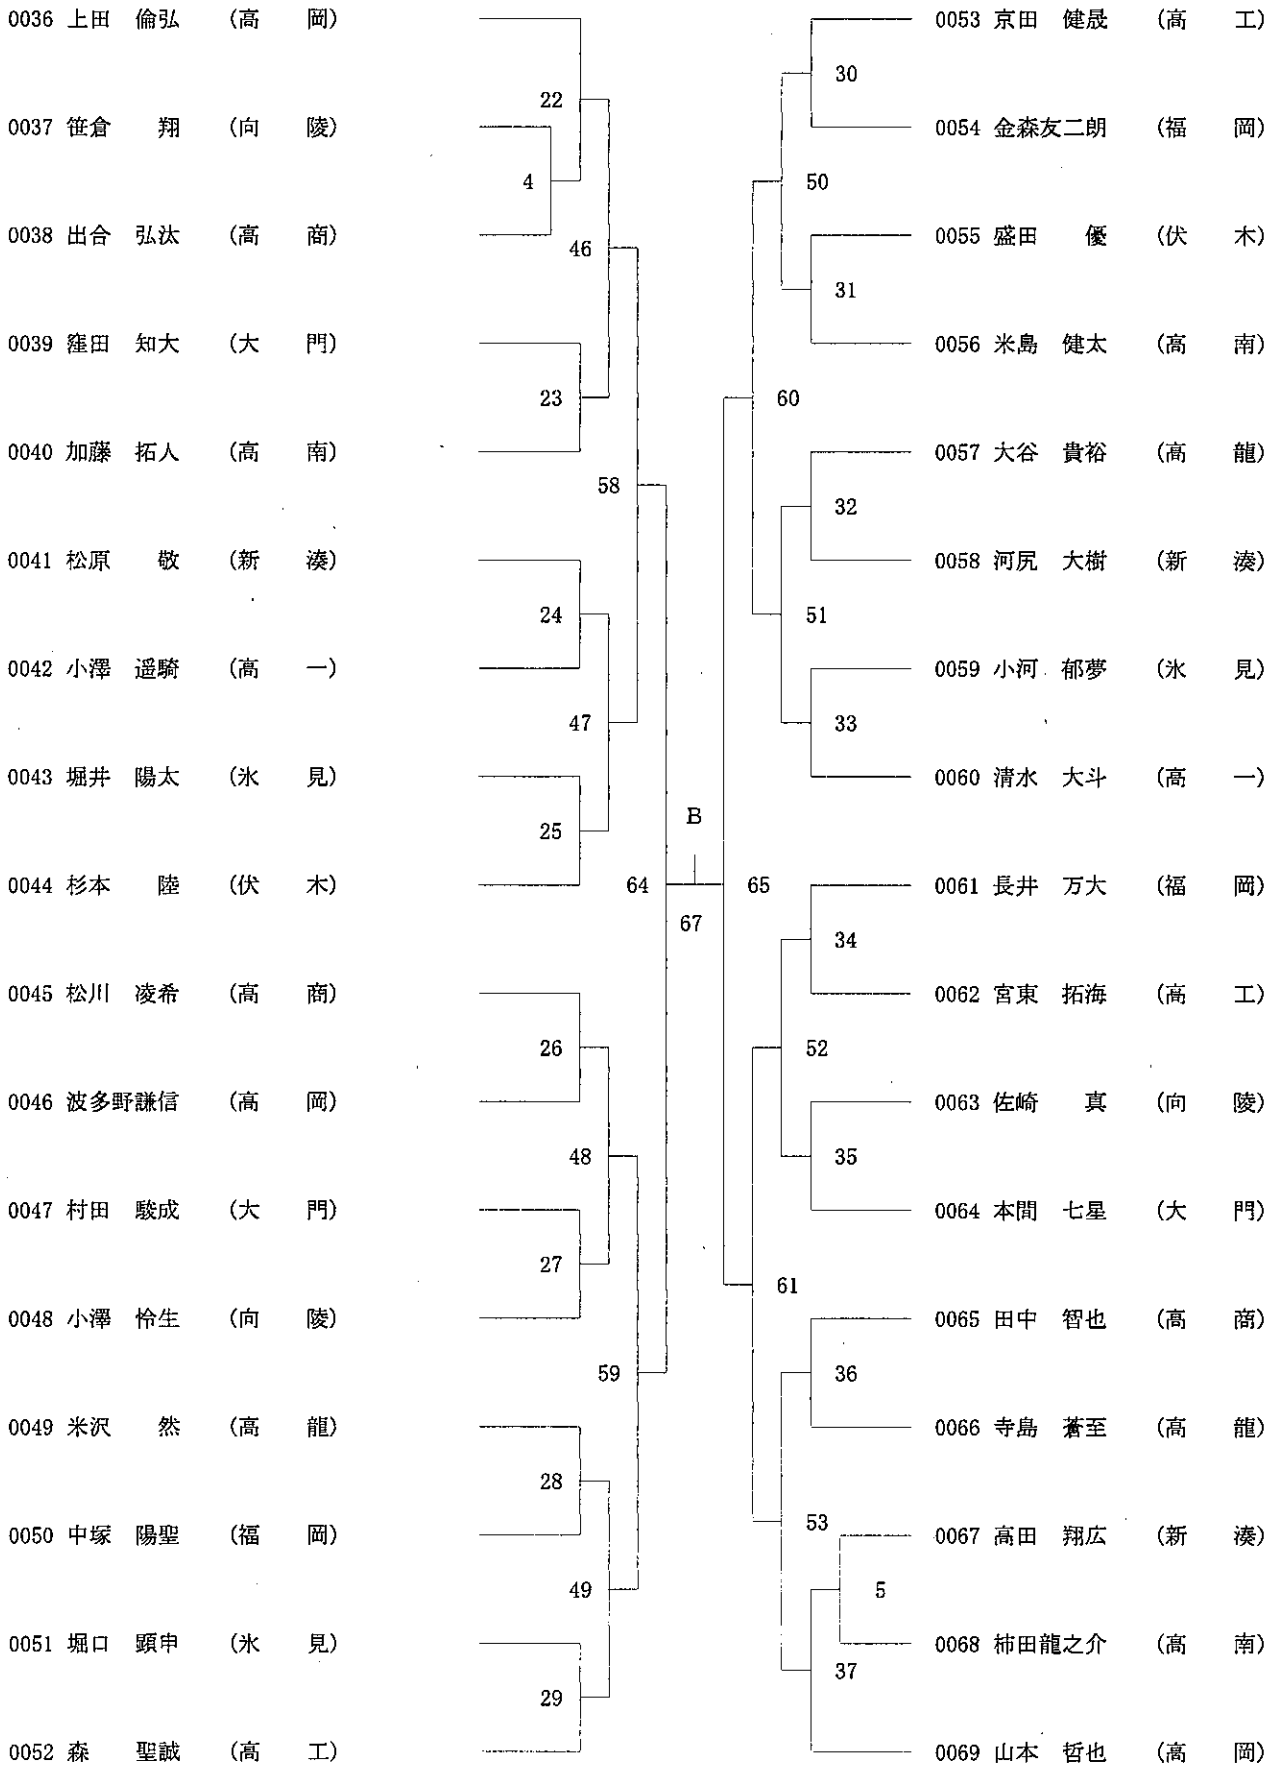 0036 上田 倫弘 (高 岡)
0037 笹倉 翔 (向 陵)
0038 出合 弘汰 (高 商)
0039 窪田 知大 (大 門)
0040 加藤 拓人 (高 南)
0041 松原 敬 (新 湊)
0042 小澤 遥騎 (高 一)
0043 堀井 陽太 (氷 見)
0044 杉本 陸 (伏 木)
0045 松川 凌希 (高 商)
0046 波多野謙信 (高 岡)
0047 村田 駿成 (大 門)
0048 小澤 怜生 (向 陵)
0049 米沢 然 (高 龍)
0050 中塚 陽聖 (福 岡)
0051 堀口 顕申 (氷 見)
0052 森 聖誠 (高 工)
22
4
46
23
58
24
47
25
64
26
48
27
59
28
49
29
B
67
30
50
31
60
32
51
33
65
34
52
35
61
36
53
5
37
0053 京田 健晟 (高 工)
0054 金森友二朗 (福 岡)
0055 盛田 優 (伏 木)
0056 米島 健太 (高 南)
0057 大谷 貴裕 (高 龍)
0058 河尻 大樹 (新 湊)
0059 小河 郁夢 (氷 見)
0060 清水 大斗 (高 一)
0061 長井 万大 (福 岡)
0062 宮東 拓海 (高 工)
0063 佐崎 真 (向 陵)
0064 本間 七星 (大 門)
0065 田中 智也 (高 商)
0066 寺島 蒼至 (高 龍)
0067 高田 翔広 (新 湊)
0068 柿田龍之介 (高 南)
0069 山本 哲也 (高 岡)